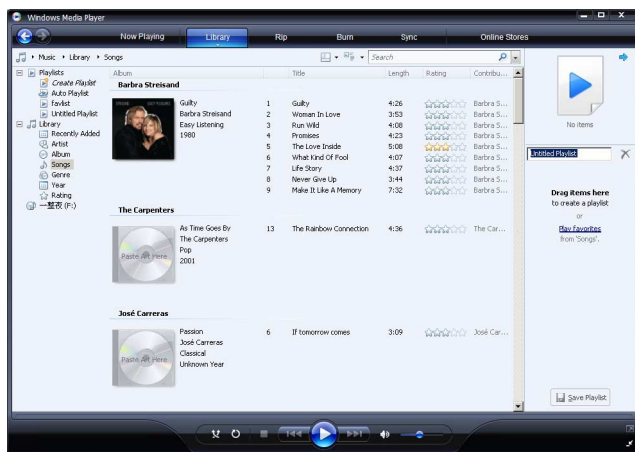 Windows Media Player
Now Playing Library Rip Burn Sync Online Stores
Music Library Songs Search
Playlists
Create Playlist
Auto Playlist
favlist
Untitled Playlist
Library
Recently Added
Artist
Album
Songs
Genre
Year
Rating
一整夜 (F:)
Album Title Length Rating Contribu...
Barbra Streisand
Guilty
Barbra Streisand
Easy Listening
1980
1 Guilty 4:26 Barbra S...
2 Woman In Love 3:53 Barbra S...
3 Run Wild 4:08 Barbra S...
4 Promises 4:23 Barbra S...
5 The Love Inside 5:08 Barbra S...
6 What Kind Of Fool 4:07 Barbra S...
7 Life Story 4:37 Barbra S...
8 Never Give Up 3:44 Barbra S...
9 Make It Like A Memory 7:32 Barbra S...
The Carpenters
Paste Art Here
As Time Goes By
The Carpenters
Pop
2001
13 The Rainbow Connection 4:36 The Car...
José Carreras
Paste Art Here
Passion
José Carreras
Classical
Unknown Year
6 If tomorrow comes 3:09 José Car...
No items
Untitled Playlist
Drag items here
to create a playlist
or
Play favorites
from 'Songs'.
Save Playlist